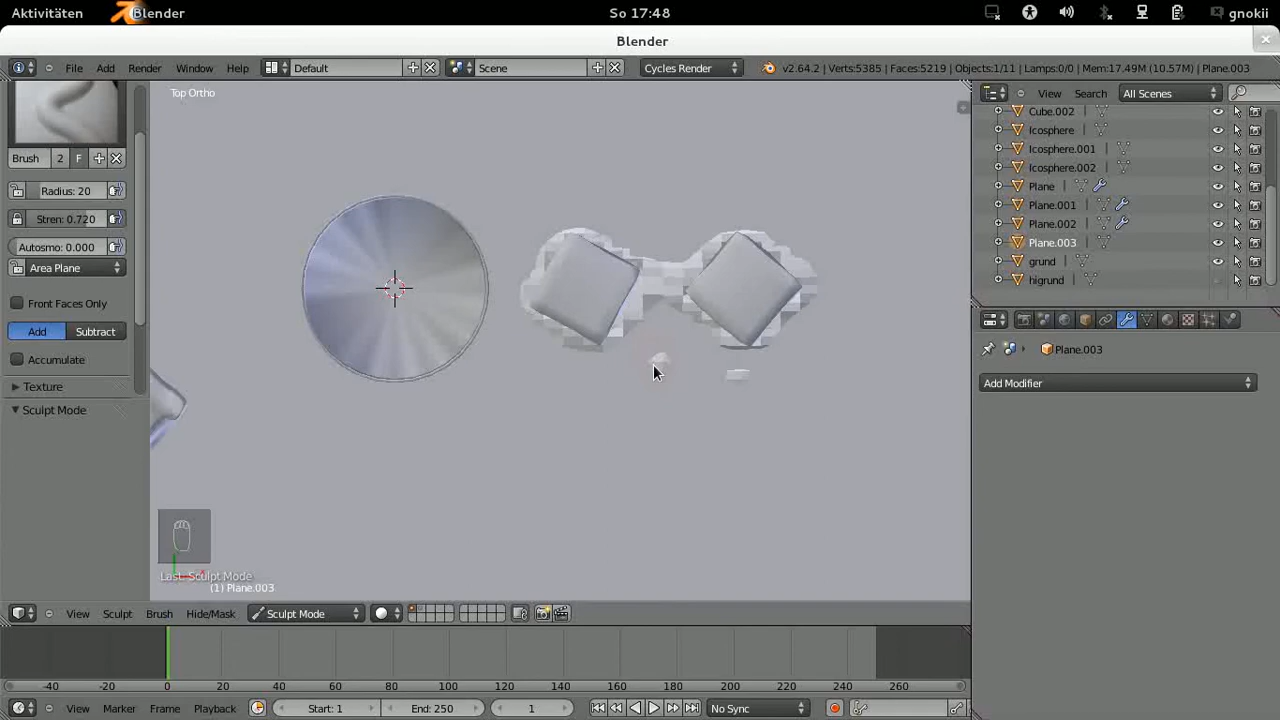 Aktivitäten Blender So 17:48 gnokii
Blender
File Add Render Window Help Default Scene Cycles Render v2.64.2 | Verts:5385 | Faces:5219 | Objects:1/11 | Lamps:0/0 | Mem:17.49M (10.57M) | Plane.003
Top Ortho
View Search All Scenes
Cube.002
Icosphere
Icosphere.001
Icosphere.002
Plane
Plane.001
Plane.002
Plane.003
grund
higrund
Brush 2 F
Radius: 20
Stren: 0.720
Autosmo: 0.000
Area Plane
Front Faces Only
Add Subtract
Accumulate
Texture
Sculpt Mode
Plane.003
Add Modifier
Last: Sculpt Mode
(1) Plane.003
View Sculpt Brush Hide/Mask Sculpt Mode
-40 -20 0 20 40 60 80 100 120 140 160 180 200 220 240 260
View Marker Frame Playback Start: 1 End: 250 1 No Sync